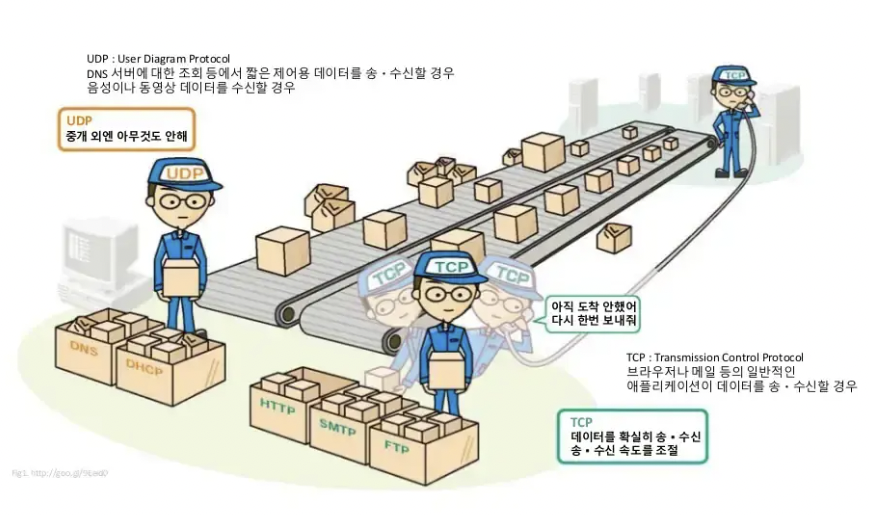 UDP : User Diagram Protocol
DNS 서버에 대한 조회 등에서 짧은 제어용 데이터를 송・수신할 경우
음성이나 동영상 데이터를 수신할 경우
UDP
중개 외엔 아무것도 안해
UDP
TCP
TCP
TCP
TCP
아직 도착 안했어
다시 한번 보내줘
DNS
DHCP
HTTP
SMTP
FTP
TCP : Transmission Control Protocol
브라우저나 메일 등의 일반적인
애플리케이션이 데이터를 송・수신할 경우
TCP
데이터를 확실히 송・수신
송・수신 속도를 조절
Fig1. http://goo.gl/